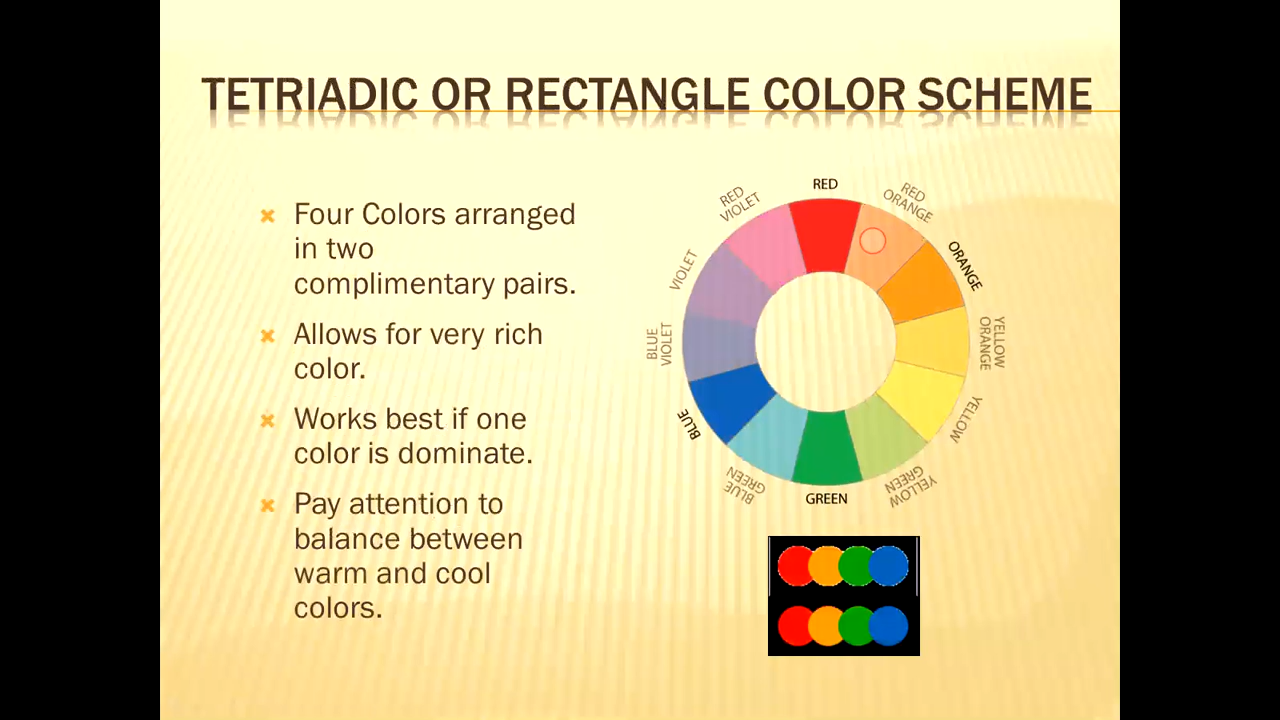 TETRIADIC OR RECTANGLE COLOR SCHEME
Four Colors arranged
in two
complimentary pairs.
Allows for very rich
color.
Works best if one
color is dominate.
Pay attention to
balance between
warm and cool
colors.
RED
RED
ORANGE
ORANGE
YELLOW
ORANGE
YELLOW
YELLOW
GREEN
GREEN
BLUE
GREEN
BLUE
BLUE
VIOLET
VIOLET
RED
VIOLET